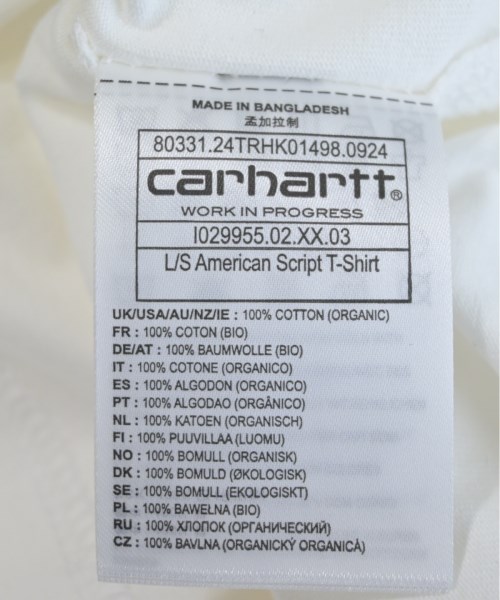 MADE IN BANGLADESH
孟加拉制
80331.24TRHK01498.0924
carhartt®
WORK IN PROGRESS
I029955.02.XX.03
L/S American Script T-Shirt
UK/USA/AU/NZ/IE : 100% COTTON (ORGANIC)
FR : 100% COTON (BIO)
DE/AT : 100% BAUMWOLLE (BIO)
IT : 100% COTONE (ORGANICO)
ES : 100% ALGODON (ORGANICO)
PT : 100% ALGODAO (ORGÂNICO)
NL : 100% KATOEN (ORGANISCH)
FI : 100% PUUVILLAA (LUOMU)
NO : 100% BOMULL (ORGANISK)
DK : 100% BOMULD (ØKOLOGISK)
SE : 100% BOMULL (EKOLOGISKT)
PL : 100% BAWEŁNA (BIO)
RU : 100% ХЛОПОК (ОРГАНИЧЕСКИЙ)
CZ : 100% BAVLNA (ORGANICKÝ ORGANICÁ)